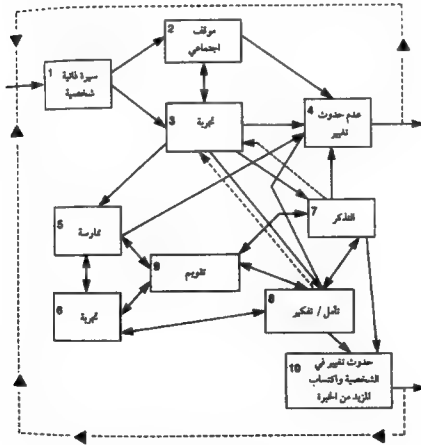 1
سيرة ذاتية
شخصية
2
موقف
اجتماعي
3
تجربة
4
عدم حدوث
تغيير
5
ممارسة
6
تجربة
7
التذكر
8
تأمل / تفكير
9
تقويم
10
حدوث تغيير في
الشخصية واكتساب
المزيد من الخبرة